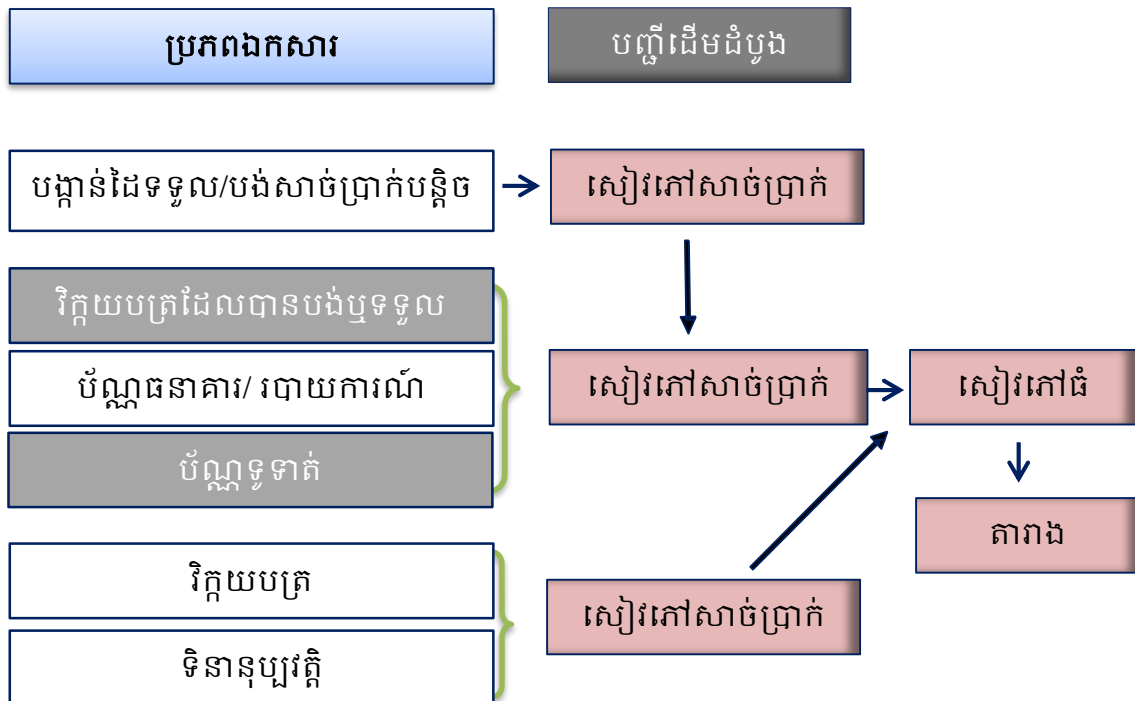 ប្រភពឯកសារ
បញ្ជីដើមដំបូង
បង្កាន់ដៃទទួល/បង់សាច់ប្រាក់បន្តិច
សៀវភៅសាច់ប្រាក់
វិក្កយបត្រដែលបានបង់ឬទទួល
ប័ណ្ណធនាគារ/ របាយការណ៍
សៀវភៅសាច់ប្រាក់
សៀវភៅធំ
ប័ណ្ណទូទាត់
តារាង
វិក្កយបត្រ
សៀវភៅសាច់ប្រាក់
ទិនានុប្បវត្តិ